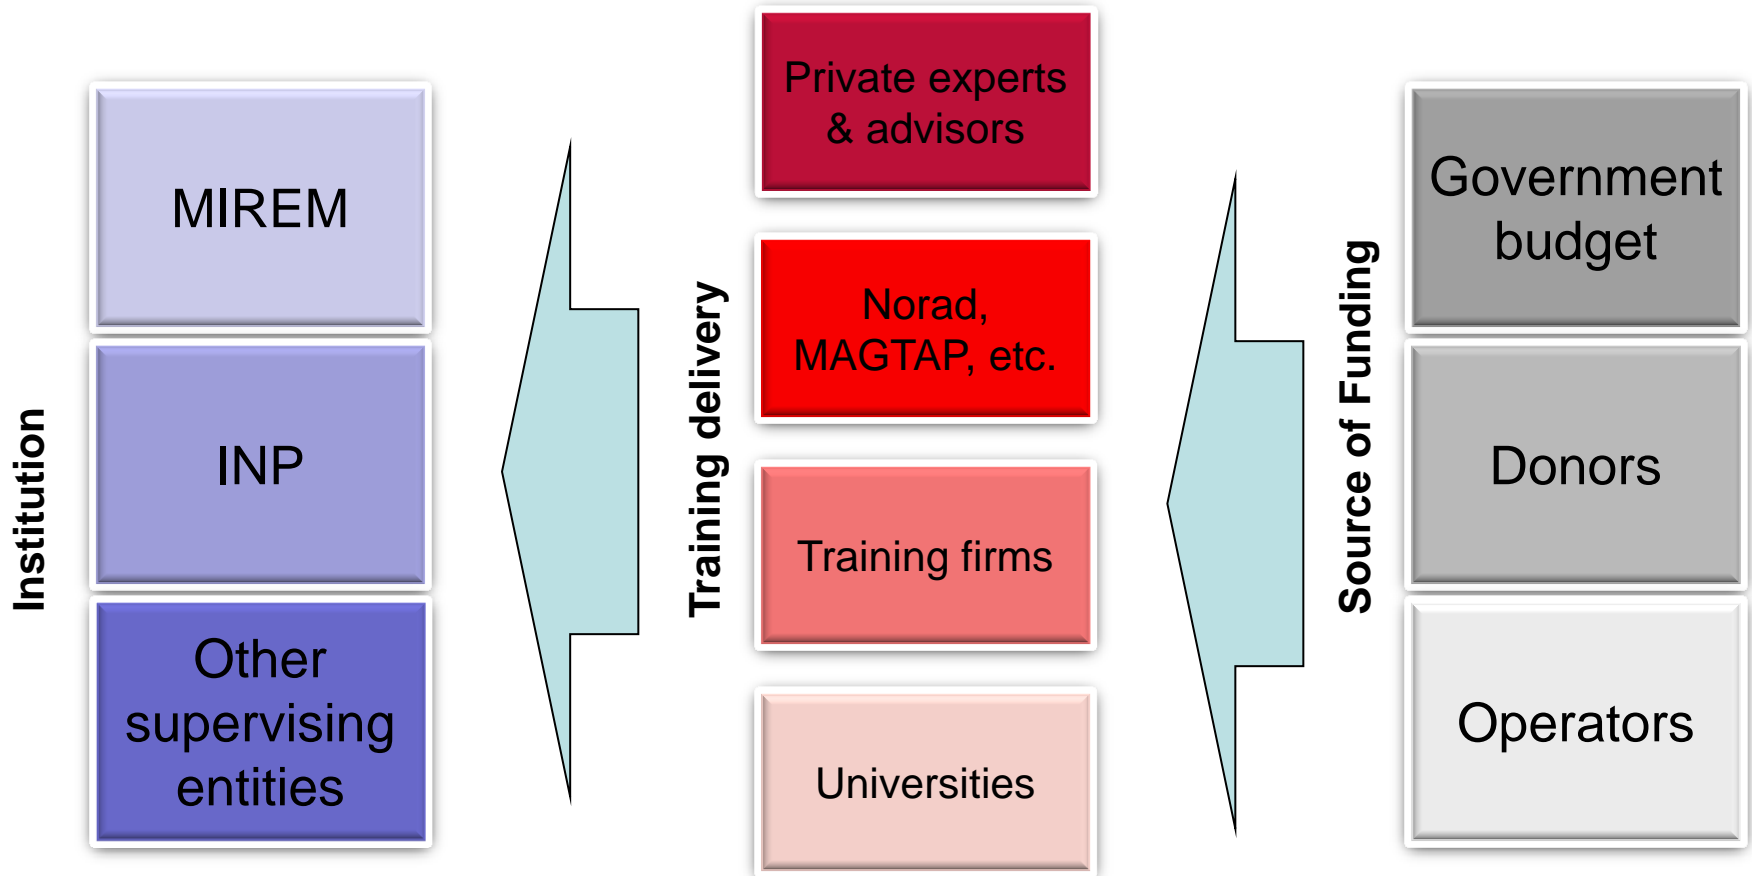 Institution
MIREM
INP
Other
supervising
entities
Training delivery
Private experts
& advisors
Norad,
MAGTAP, etc.
Training firms
Universities
Source of Funding
Government
budget
Donors
Operators